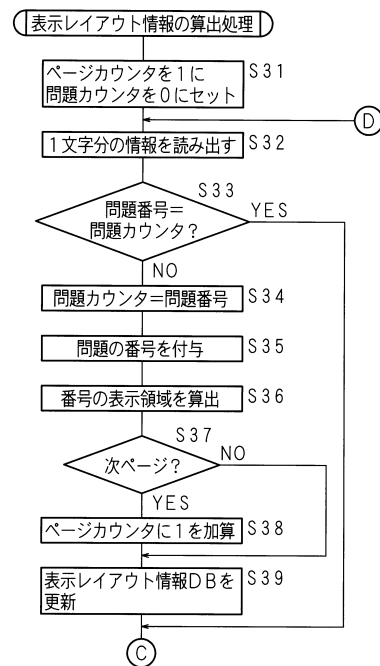 表示レイアウト情報の算出処理
ページカウンタを1に
問題カウンタを0にセット
S31
D
1文字分の情報を読み出す
S32
S33
問題番号＝
問題カウンタ？
YES
NO
問題カウンタ＝問題番号
S34
問題の番号を付与
S35
番号の表示領域を算出
S36
S37
次ページ？
NO
YES
ページカウンタに1を加算
S38
表示レイアウト情報DBを
更新
S39
C